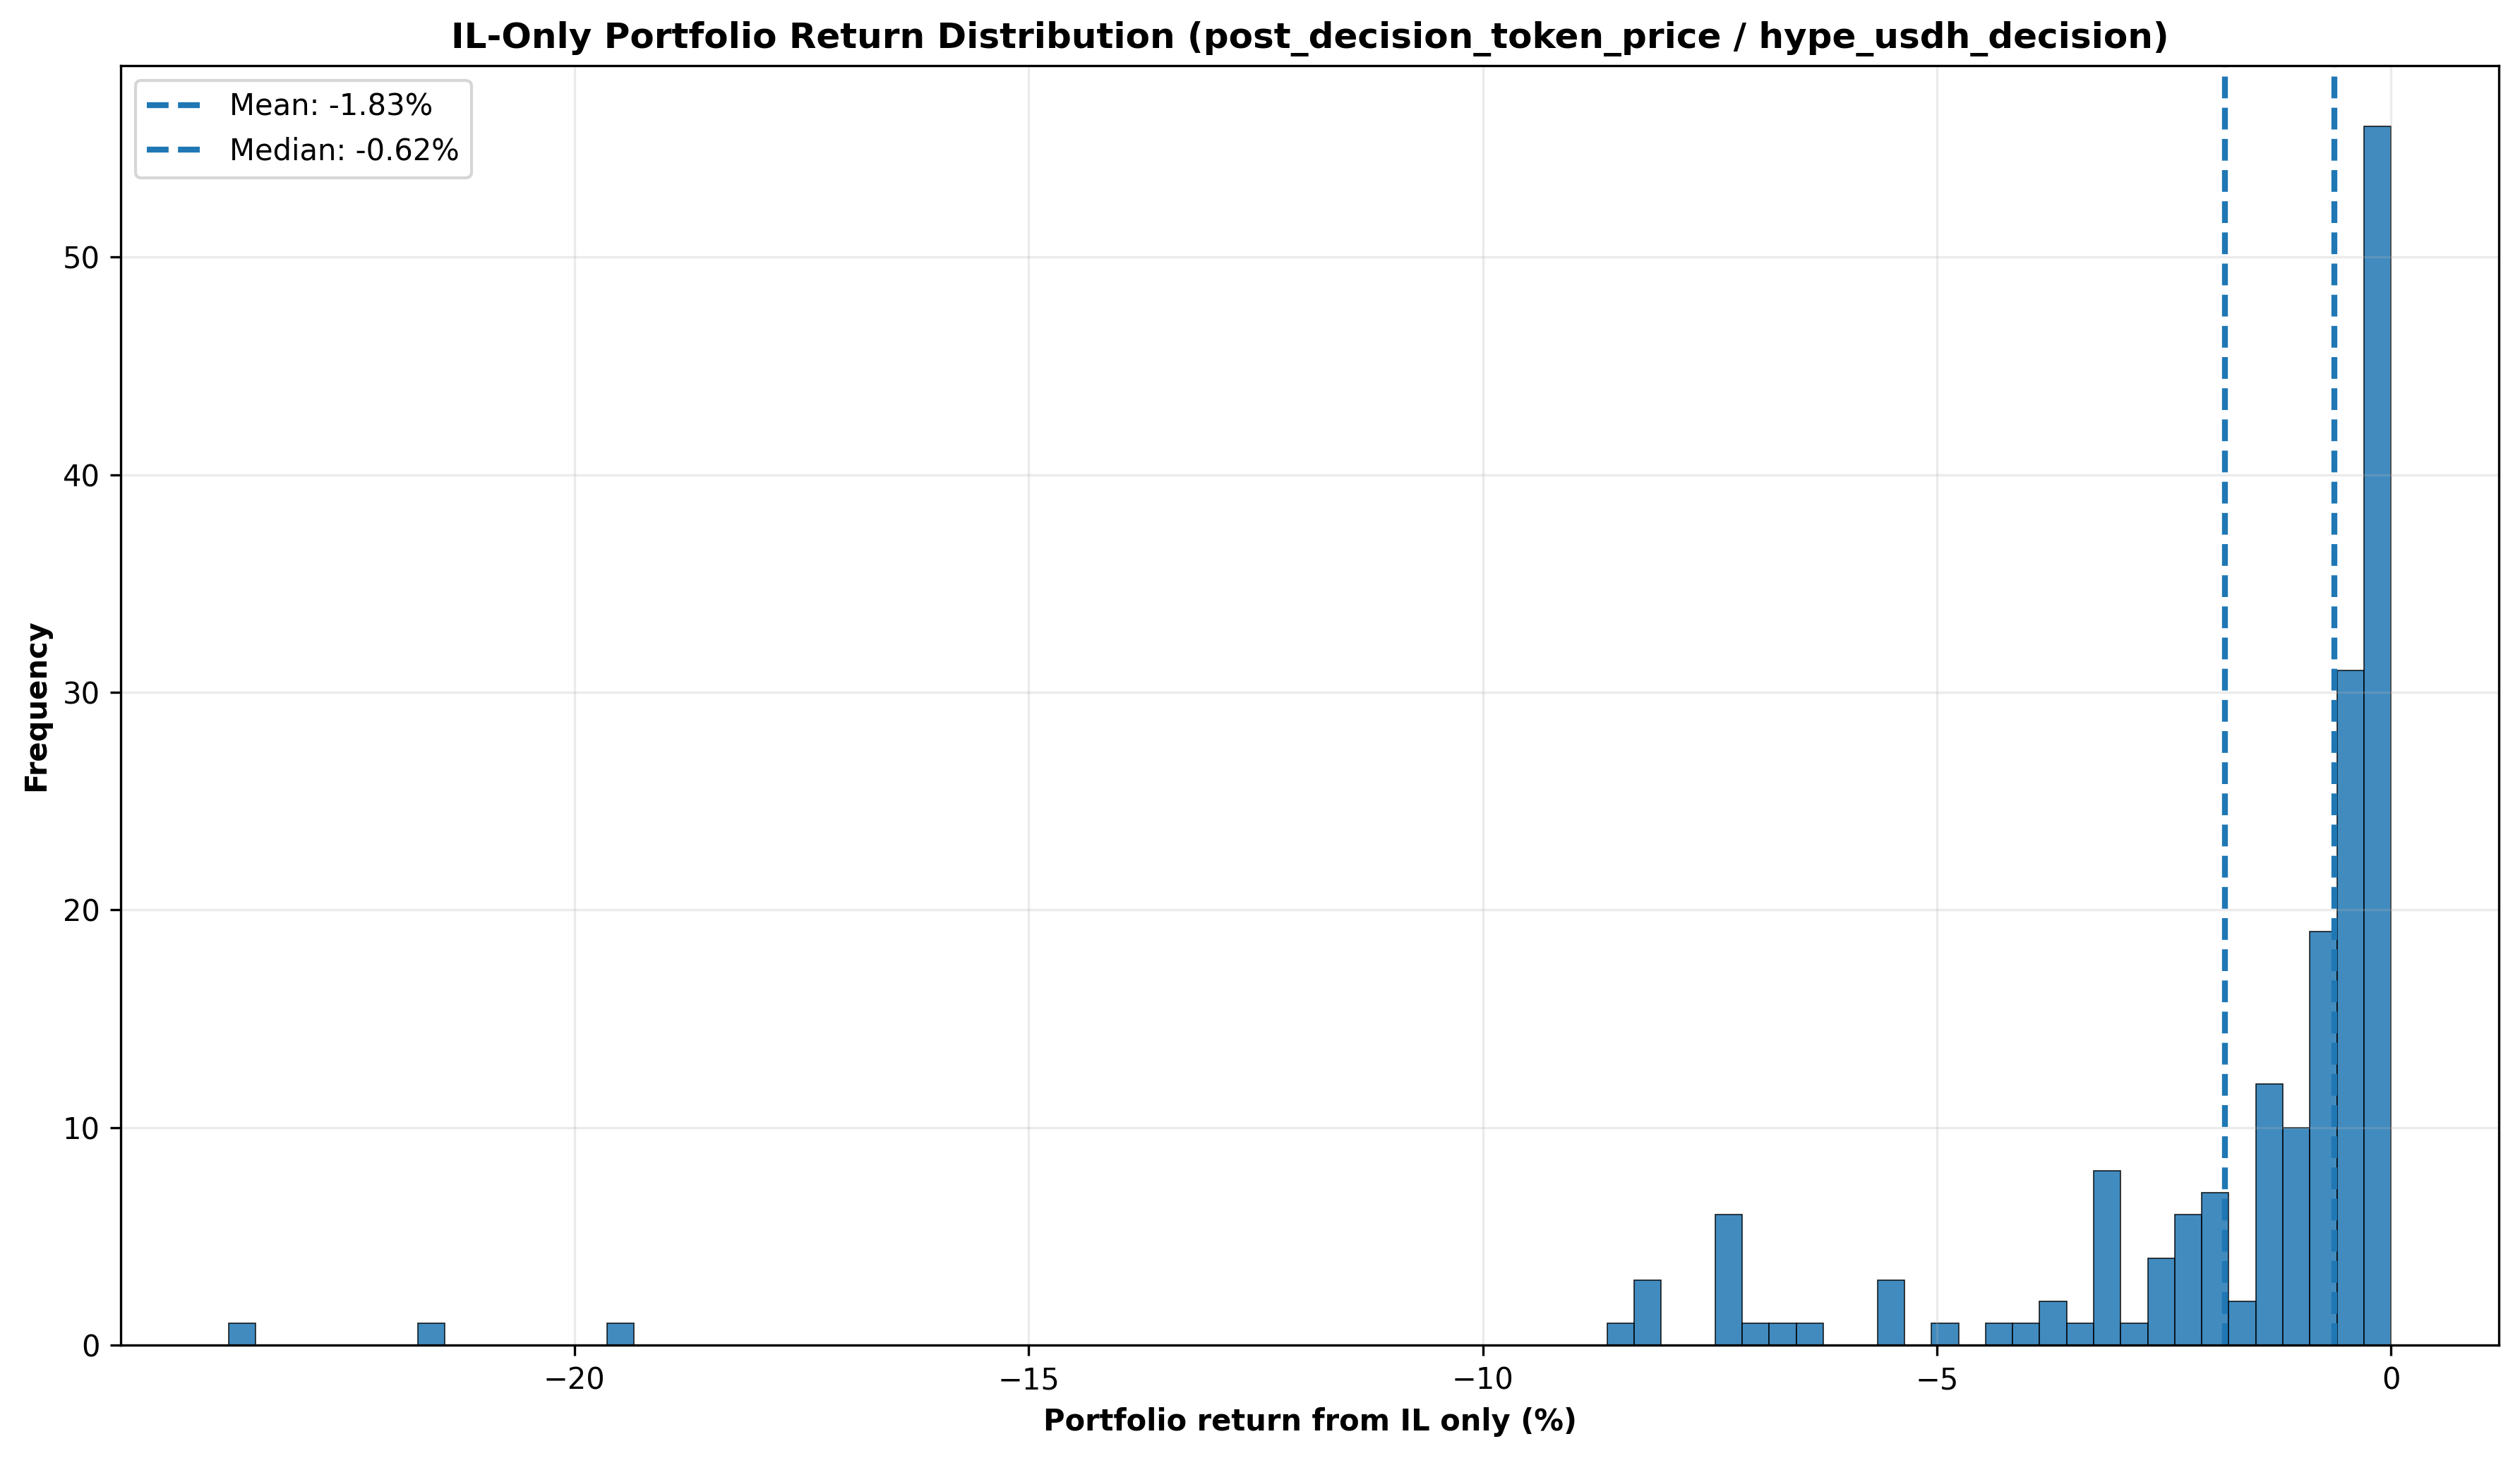 IL-Only Portfolio Return Distribution (post_decision_token_price / hype_usdh_decision)
Mean: -1.83%
Median: -0.62%
Frequency
50
40
30
20
10
0
−20
−15
−10
−5
0
Portfolio return from IL only (%)